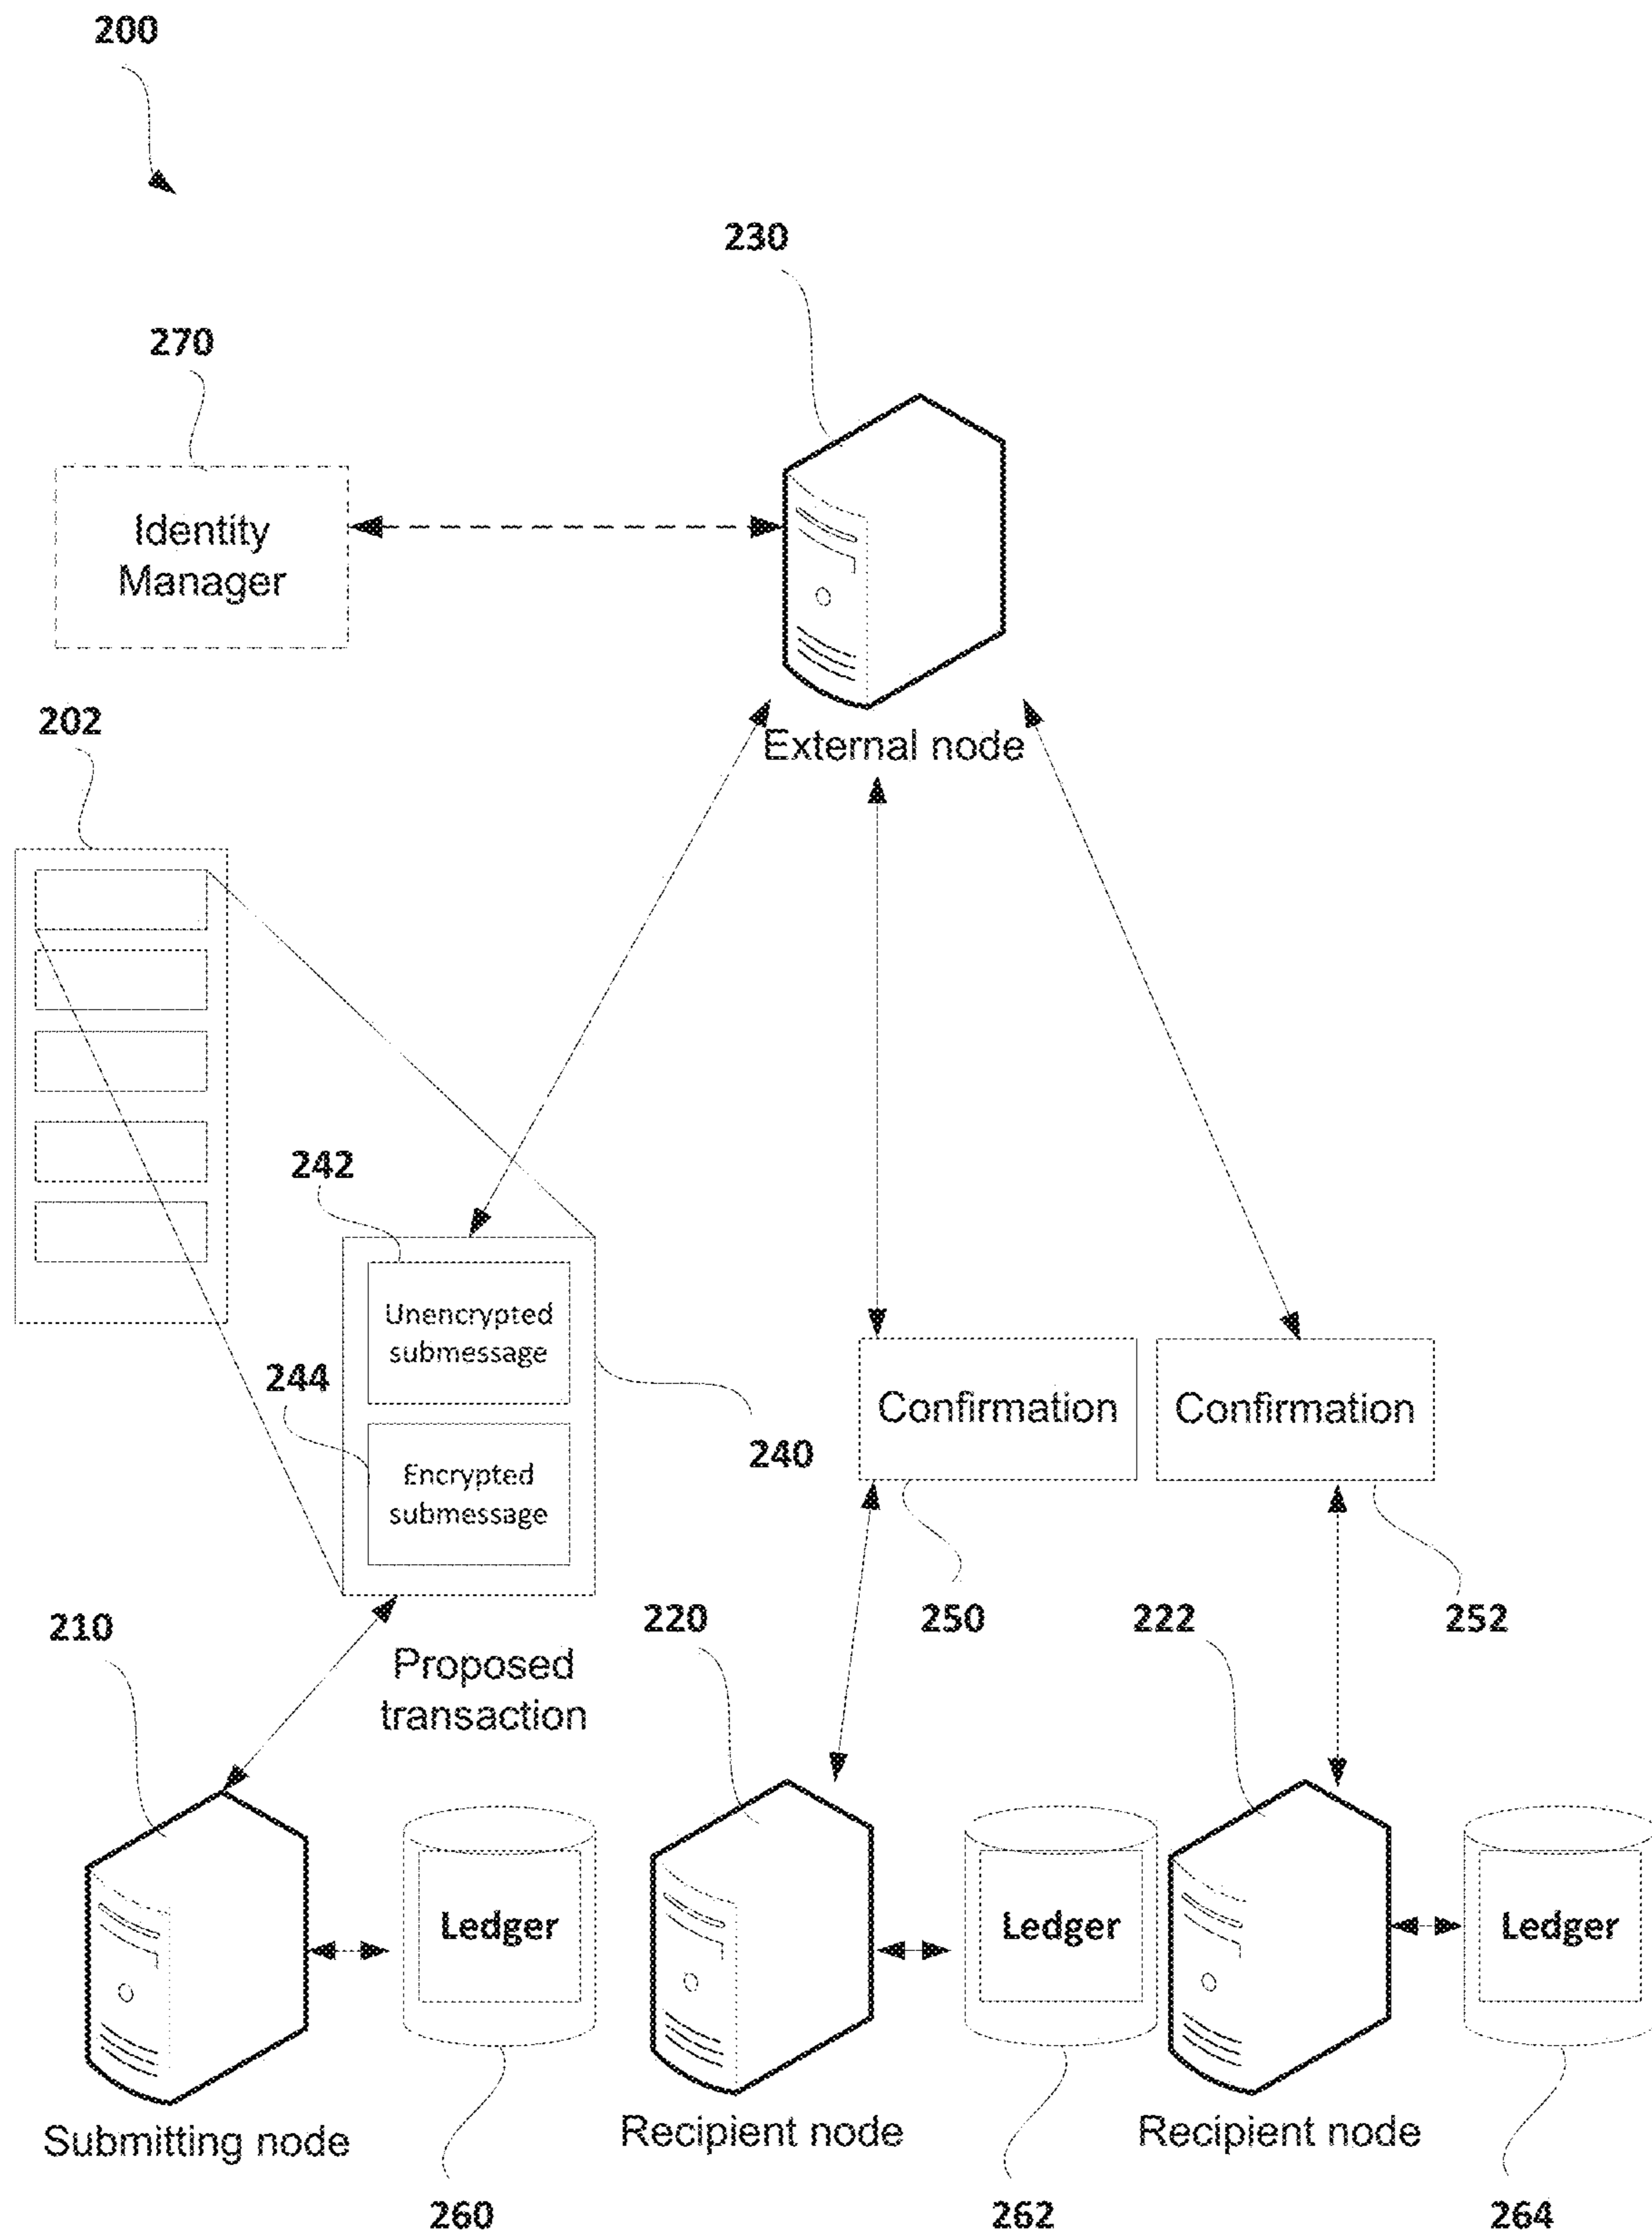 200
230
270
Identity
Manager
202
External node
242
Unencrypted
submessage
244
240
Confirmation
Confirmation
Encrypted
submessage
210
220
250
222
252
Proposed
transaction
Ledger
Ledger
Ledger
Submitting node
Recipient node
Recipient node
260
262
264